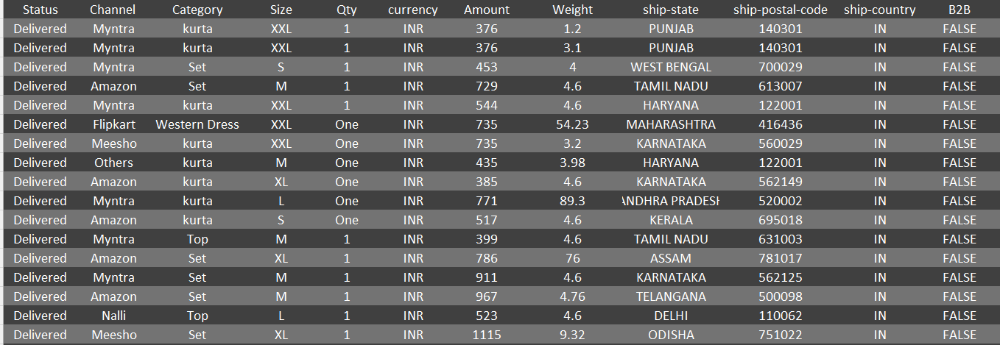 Status Channel Category Size Qty currency Amount Weight ship-state ship-postal-code ship-country B2B
Delivered Myntra kurta XXL 1 INR 376 1.2 PUNJAB 140301 IN FALSE
Delivered Myntra kurta XXL 1 INR 376 3.1 PUNJAB 140301 IN FALSE
Delivered Myntra Set S 1 INR 453 4 WEST BENGAL 700029 IN FALSE
Delivered Amazon Set M 1 INR 729 4.6 TAMIL NADU 613007 IN FALSE
Delivered Myntra kurta XXL 1 INR 544 4.6 HARYANA 122001 IN FALSE
Delivered Flipkart Western Dress XXL One INR 735 54.23 MAHARASHTRA 416436 IN FALSE
Delivered Meesho kurta XXL One INR 735 3.2 KARNATAKA 560029 IN FALSE
Delivered Others kurta M One INR 435 3.98 HARYANA 122001 IN FALSE
Delivered Amazon kurta XL One INR 385 4.6 KARNATAKA 562149 IN FALSE
Delivered Myntra kurta L One INR 771 89.3 ANDHRA PRADESH 520002 IN FALSE
Delivered Amazon kurta S One INR 517 4.6 KERALA 695018 IN FALSE
Delivered Myntra Top M 1 INR 399 4.6 TAMIL NADU 631003 IN FALSE
Delivered Amazon Set XL 1 INR 786 76 ASSAM 781017 IN FALSE
Delivered Myntra Set M 1 INR 911 4.6 KARNATAKA 562125 IN FALSE
Delivered Amazon Set M 1 INR 967 4.76 TELANGANA 500098 IN FALSE
Delivered Nalli Top L 1 INR 523 4.6 DELHI 110062 IN FALSE
Delivered Meesho Set XL 1 INR 1115 9.32 ODISHA 751022 IN FALSE